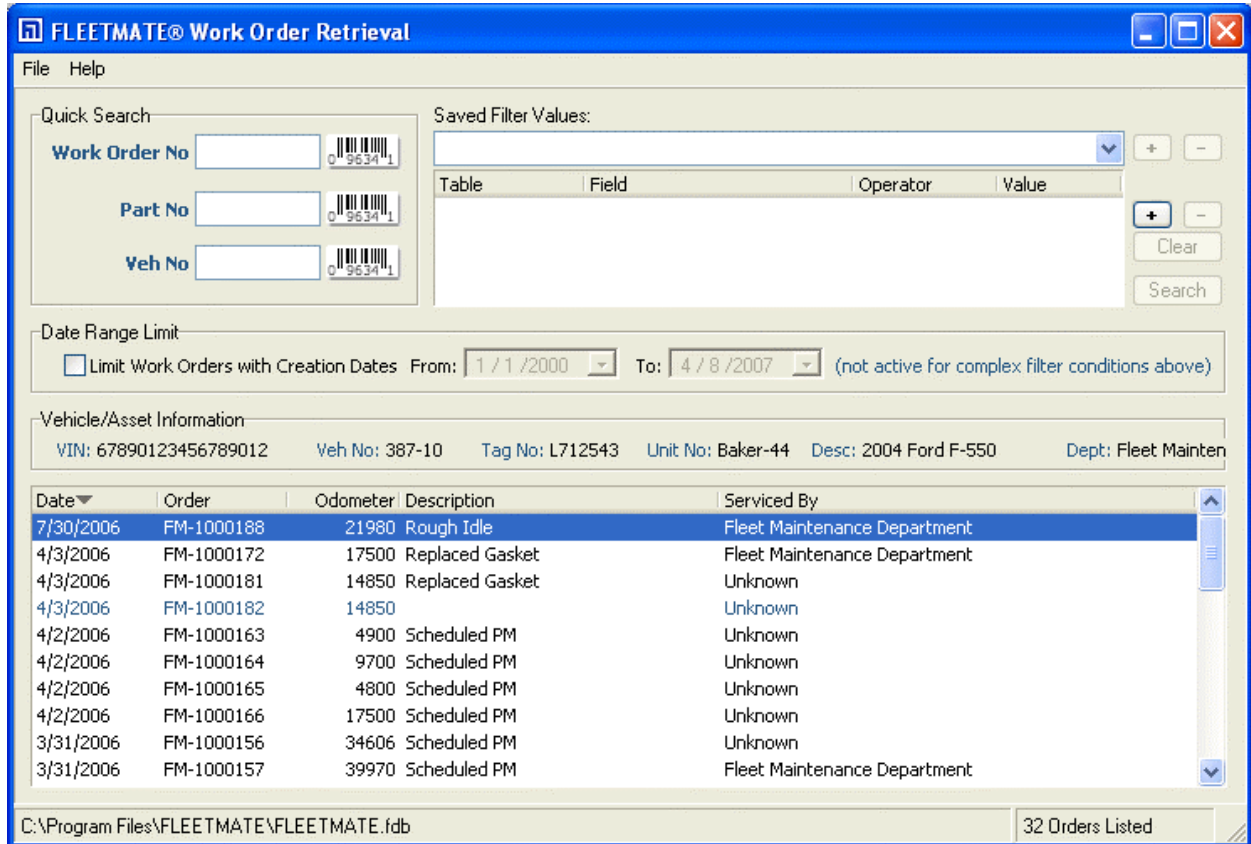 FLEETMATE® Work Order Retrieval
File Help
Quick Search
Work Order No
0 9634 1
Part No
0 9634 1
Veh No
0 9634 1
Saved Filter Values:
+ −
Table Field Operator Value
+ −
Clear
Search
Date Range Limit
Limit Work Orders with Creation Dates From: 1 / 1 /2000 To: 4 / 8 /2007 (not active for complex filter conditions above)
Vehicle/Asset Information
VIN: 67890123456789012 Veh No: 387-10 Tag No: L712543 Unit No: Baker-44 Desc: 2004 Ford F-550 Dept: Fleet Mainten
Date Order Odometer Description Serviced By
7/30/2006 FM-1000188 21980 Rough Idle Fleet Maintenance Department
4/3/2006 FM-1000172 17500 Replaced Gasket Fleet Maintenance Department
4/3/2006 FM-1000181 14850 Replaced Gasket Unknown
4/3/2006 FM-1000182 14850 Unknown
4/2/2006 FM-1000163 4900 Scheduled PM Unknown
4/2/2006 FM-1000164 9700 Scheduled PM Unknown
4/2/2006 FM-1000165 4800 Scheduled PM Unknown
4/2/2006 FM-1000166 17500 Scheduled PM Unknown
3/31/2006 FM-1000156 34606 Scheduled PM Unknown
3/31/2006 FM-1000157 39970 Scheduled PM Fleet Maintenance Department
C:\Program Files\FLEETMATE\FLEETMATE.fdb 32 Orders Listed